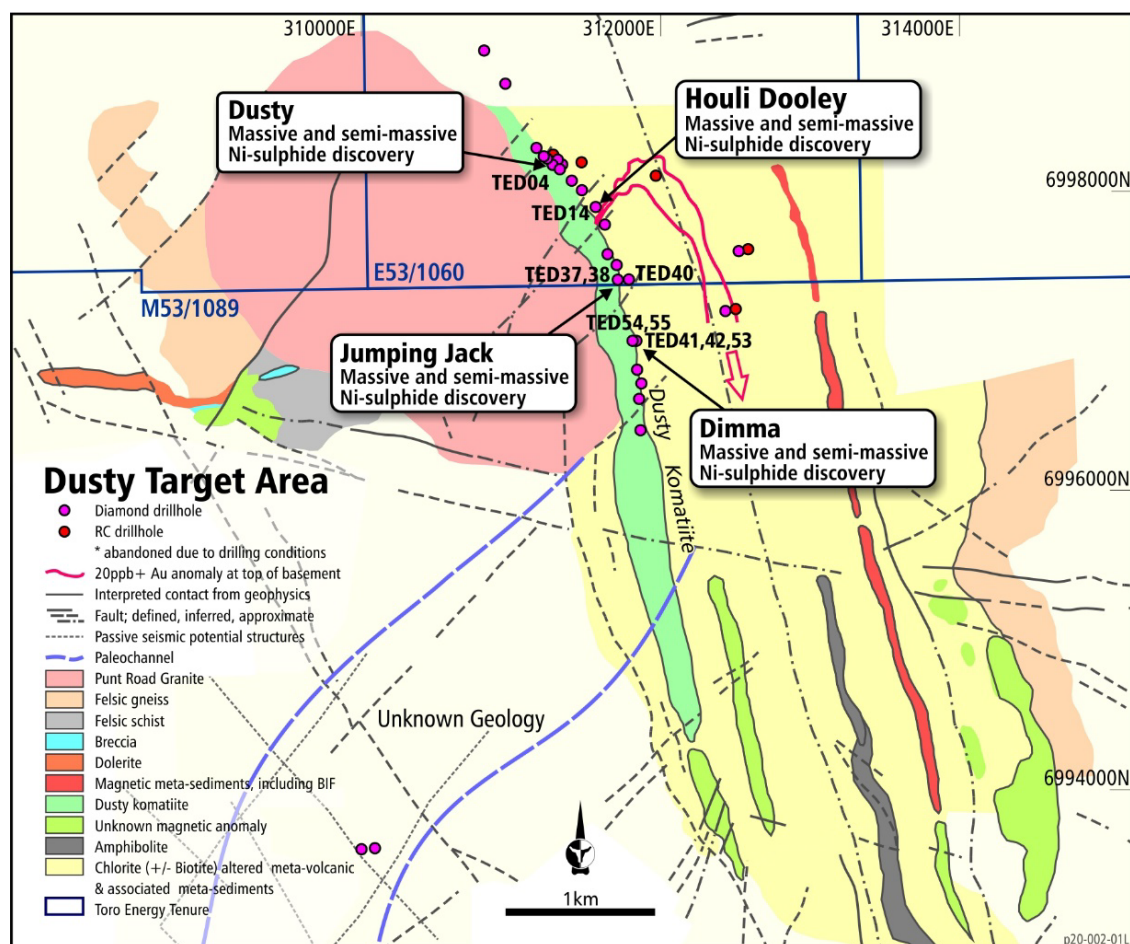 310000E
312000E
314000E
Dusty
Massive and semi-massive
Ni-sulphide discovery
Houli Dooley
Massive and semi-massive
Ni-sulphide discovery
TED04
6998000N
TED14
E53/1060
TED37,38
TED40
M53/1089
TED54,55
TED41,42,53
Jumping Jack
Massive and semi-massive
Ni-sulphide discovery
Dusty Komatiite
Dimma
Massive and semi-massive
Ni-sulphide discovery
6996000N
Dusty Target Area
Diamond drillhole
RC drillhole
* abandoned due to drilling conditions
20ppb+ Au anomaly at top of basement
Interpreted contact from geophysics
Fault; defined, inferred, approximate
Passive seismic potential structures
Paleochannel
Punt Road Granite
Felsic gneiss
Felsic schist
Breccia
Dolerite
Magnetic meta-sediments, including BIF
Dusty komatiite
Unknown magnetic anomaly
Amphibolite
Chlorite (+/- Biotite) altered meta-volcanic
& associated meta-sediments
Toro Energy Tenure
Unknown Geology
6994000N
1km
p20-002-01L